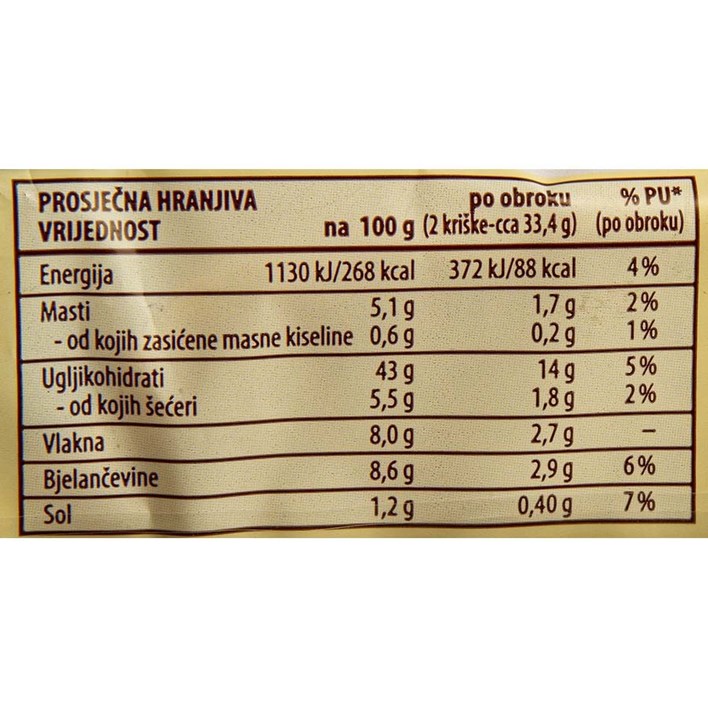 PROSJEČNA HRANJIVA VRIJEDNOST na 100 g po obroku (2 kriške-cca 33,4 g) % PU* (po obroku)
Energija 1130 kJ/268 kcal 372 kJ/88 kcal 4%
Masti 5,1 g 1,7 g 2%
- od kojih zasićene masne kiseline 0,6 g 0,2 g 1%
Ugljikohidrati 43 g 14 g 5%
- od kojih šećeri 5,5 g 1,8 g 2%
Vlakna 8,0 g 2,7 g –
Bjelančevine 8,6 g 2,9 g 6%
Sol 1,2 g 0,40 g 7%